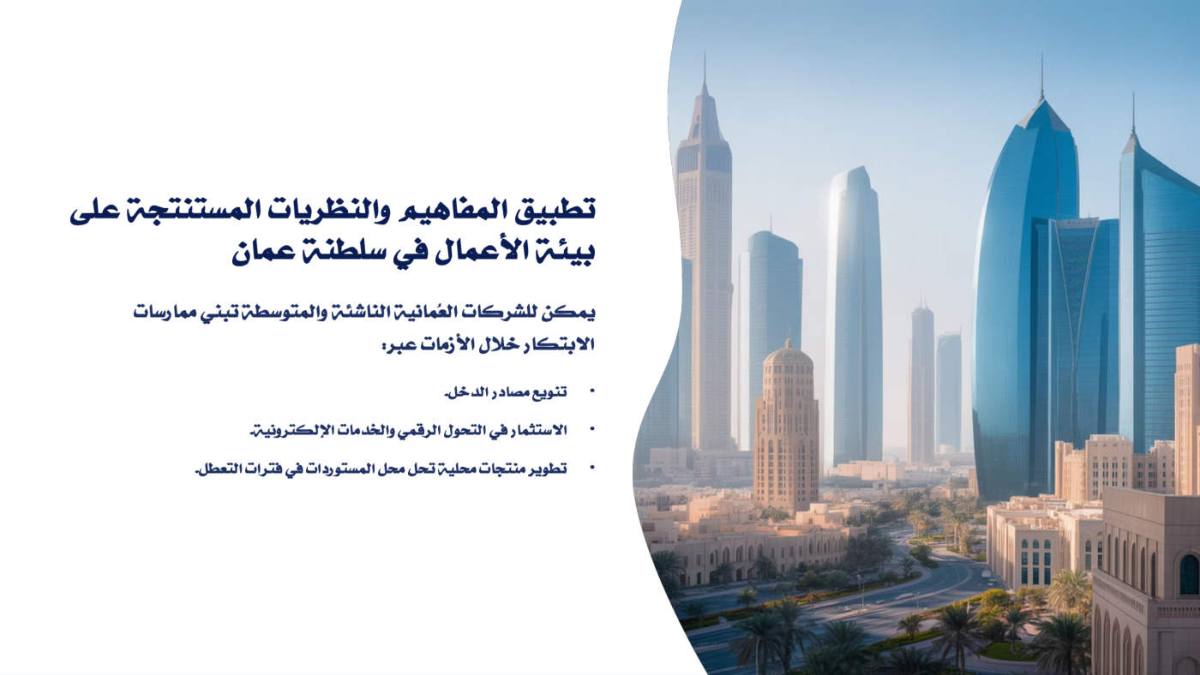 تطبيق المفاهيم والنظريات المستنتجة على
بيئة الأعمال في سلطنة عمان
يمكن للشركات العُمانية الناشئة والمتوسطة تبني ممارسات
الابتكار خلال الأزمات عبر:
• تنويع مصادر الدخل.
• الاستثمار في التحول الرقمي والخدمات الإلكترونية.
• تطوير منتجات محلية تحل محل المستوردات في فترات التعطل.